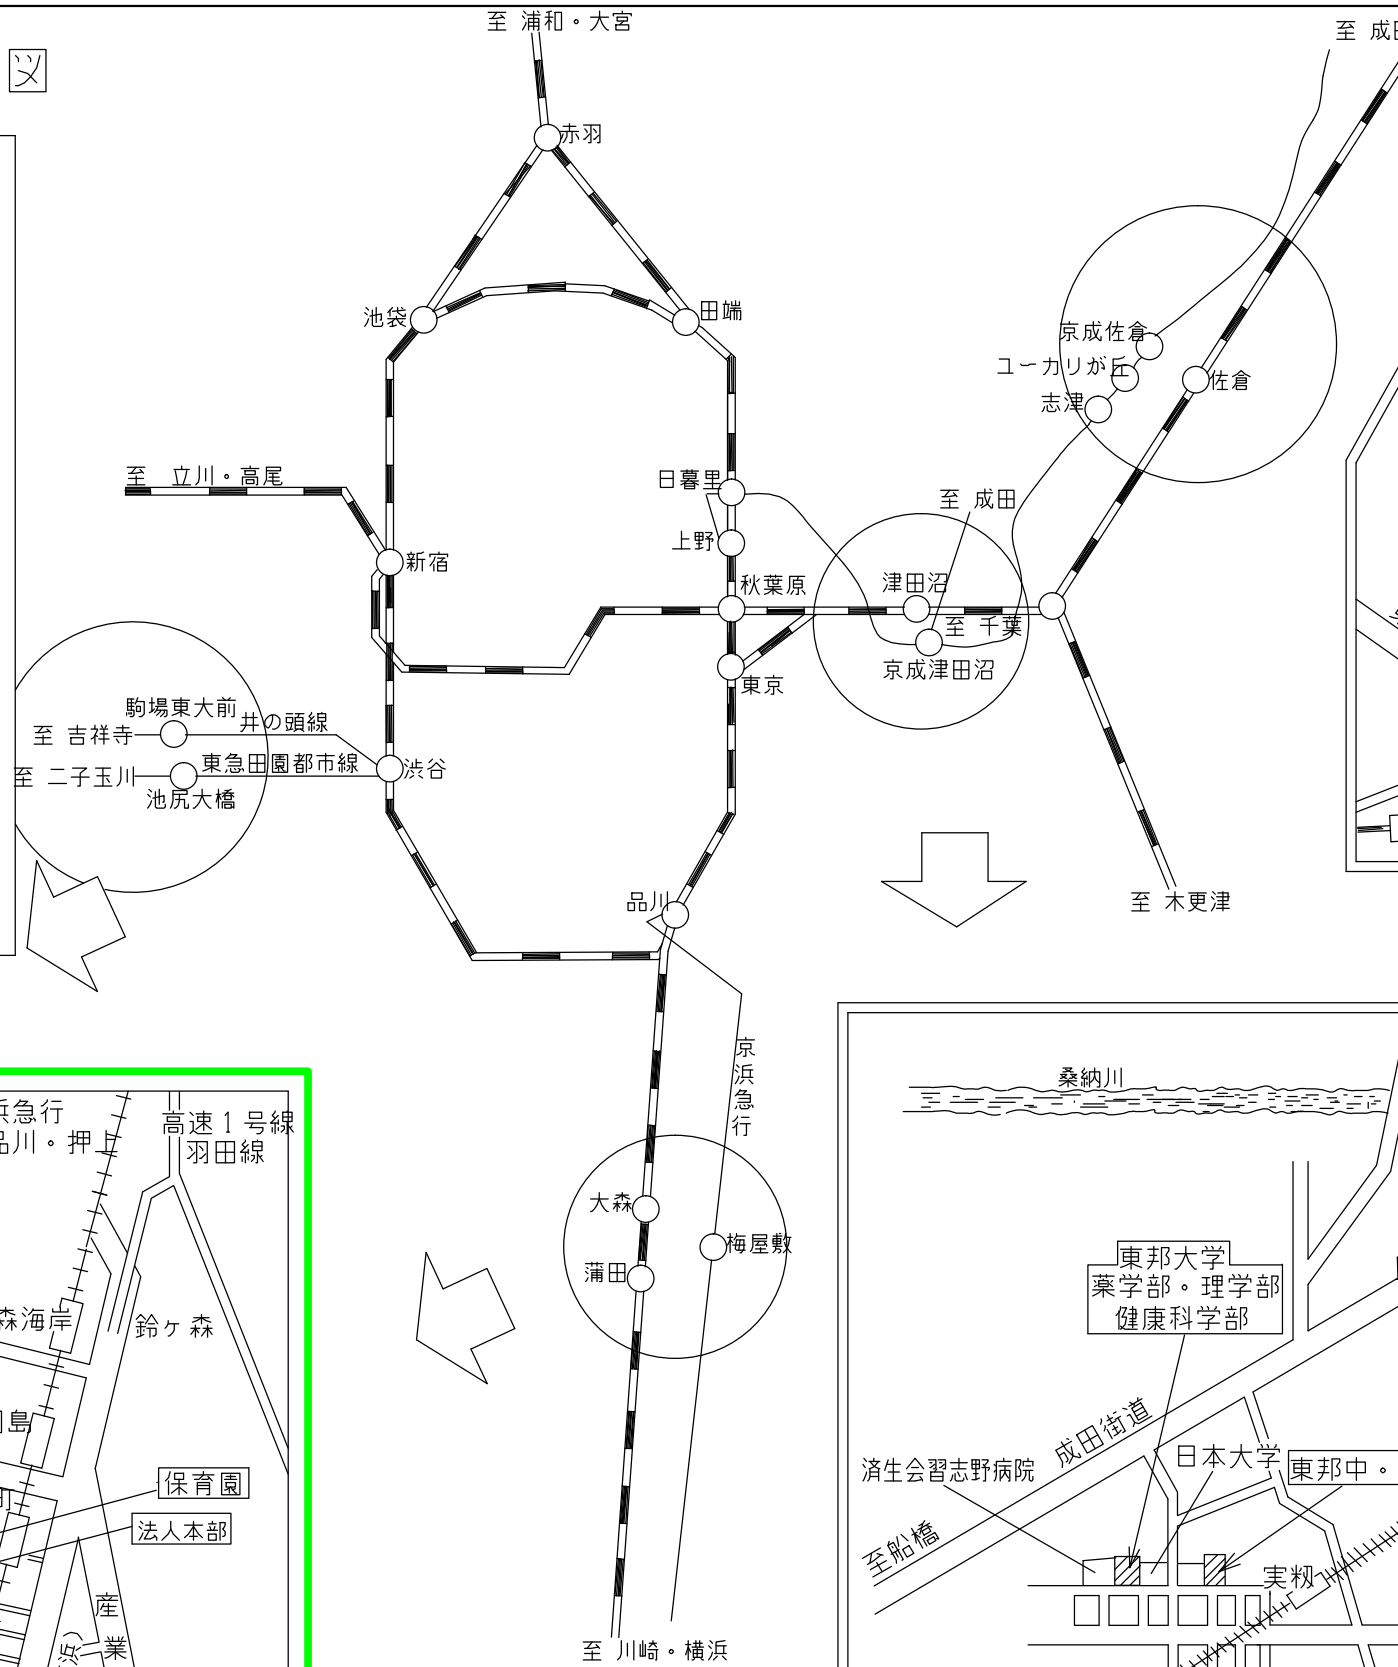 至 浦和・大宮
至 成
図
赤羽
池袋
田端
京成佐倉
ユーカリが丘
佐倉
志津
至 立川・高尾
日暮里
至 成田
上野
新宿
秋葉原
津田沼
至 千葉
京成津田沼
東京
駒場東大前
至 吉祥寺
井の頭線
東急田園都市線
渋谷
至 二子玉川
池尻大橋
品川
至 木更津
京浜急行
大森
梅屋敷
蒲田
至 川崎・横浜
浜急行
品川・押上
高速1号線
羽田線
森海岸
鈴ヶ森
島
町
保育園
法人本部
産業
浜）
桑納川
東邦大学
薬学部・理学部
健康科学部
成田街道
済生会習志野病院
日本大学
東邦中・
至船橋
実籾